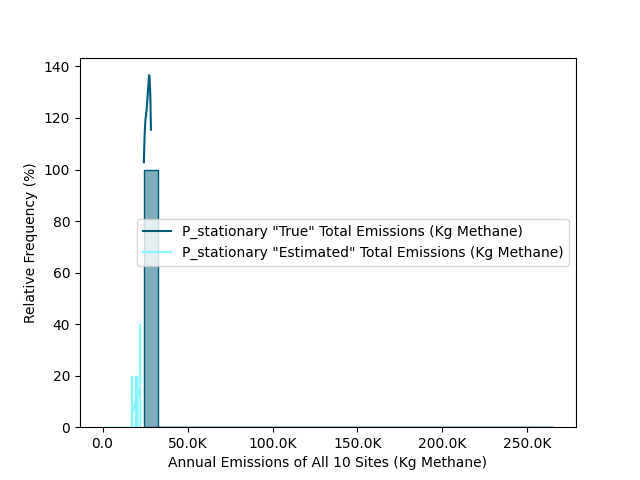 140
120
100
80
60
40
20
0
Relative Frequency (%)
P_stationary "True" Total Emissions (Kg Methane)
P_stationary "Estimated" Total Emissions (Kg Methane)
0.0 50.0K 100.0K 150.0K 200.0K 250.0K
Annual Emissions of All 10 Sites (Kg Methane)